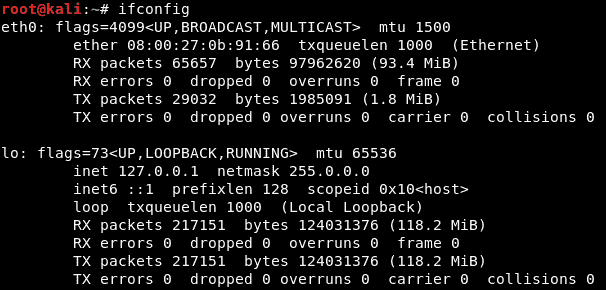 root@kali:~# ifconfig
eth0: flags=4099<UP,BROADCAST,MULTICAST>  mtu 1500
        ether 08:00:27:0b:91:66  txqueuelen 1000  (Ethernet)
        RX packets 65657  bytes 97962620 (93.4 MiB)
        RX errors 0  dropped 0  overruns 0  frame 0
        TX packets 29032  bytes 1985091 (1.8 MiB)
        TX errors 0  dropped 0 overruns 0  carrier 0  collisions 0

lo: flags=73<UP,LOOPBACK,RUNNING>  mtu 65536
        inet 127.0.0.1  netmask 255.0.0.0
        inet6 ::1  prefixlen 128  scopeid 0x10<host>
        loop  txqueuelen 1000  (Local Loopback)
        RX packets 217151  bytes 124031376 (118.2 MiB)
        RX errors 0  dropped 0  overruns 0  frame 0
        TX packets 217151  bytes 124031376 (118.2 MiB)
        TX errors 0  dropped 0 overruns 0  carrier 0  collisions 0